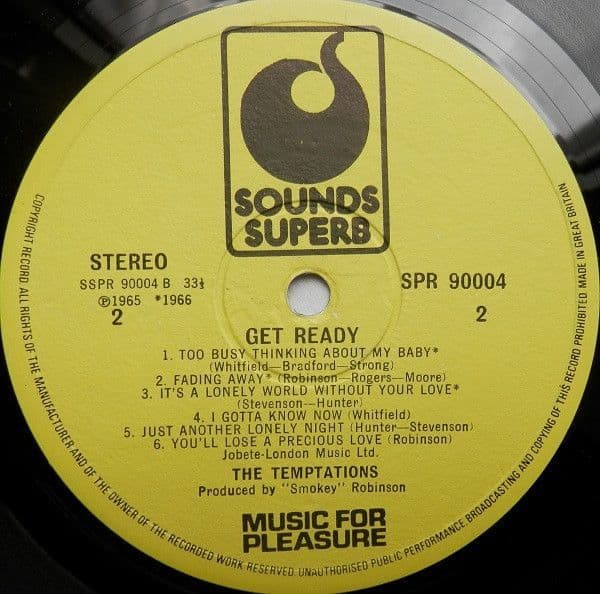 SOUNDS
SUPERB
STEREO
SSPR 90004 B 33⅓
Ⓟ1965 *1966
2
SPR 90004
2
GET READY
1. TOO BUSY THINKING ABOUT MY BABY*
(Whitfield—Bradford—Strong)
2. FADING AWAY* (Robinson—Rogers—Moore)
3. IT'S A LONELY WORLD WITHOUT YOUR LOVE*
(Stevenson—Hunter)
4. I GOTTA KNOW NOW (Whitfield)
5. JUST ANOTHER LONELY NIGHT (Hunter—Stevenson)
6. YOU'LL LOSE A PRECIOUS LOVE (Robinson)
Jobete-London Music Ltd.
THE TEMPTATIONS
Produced by "Smokey" Robinson
MUSIC FOR
PLEASURE
COPYRIGHT RECORD ALL RIGHTS OF THE MANUFACTURER AND OF THE OWNER OF THE RECORDED WORK RESERVED. UNAUTHORISED PUBLIC PERFORMANCE BROADCASTING AND COPYING OF THIS RECORD PROHIBITED MADE IN GREAT BRITAIN